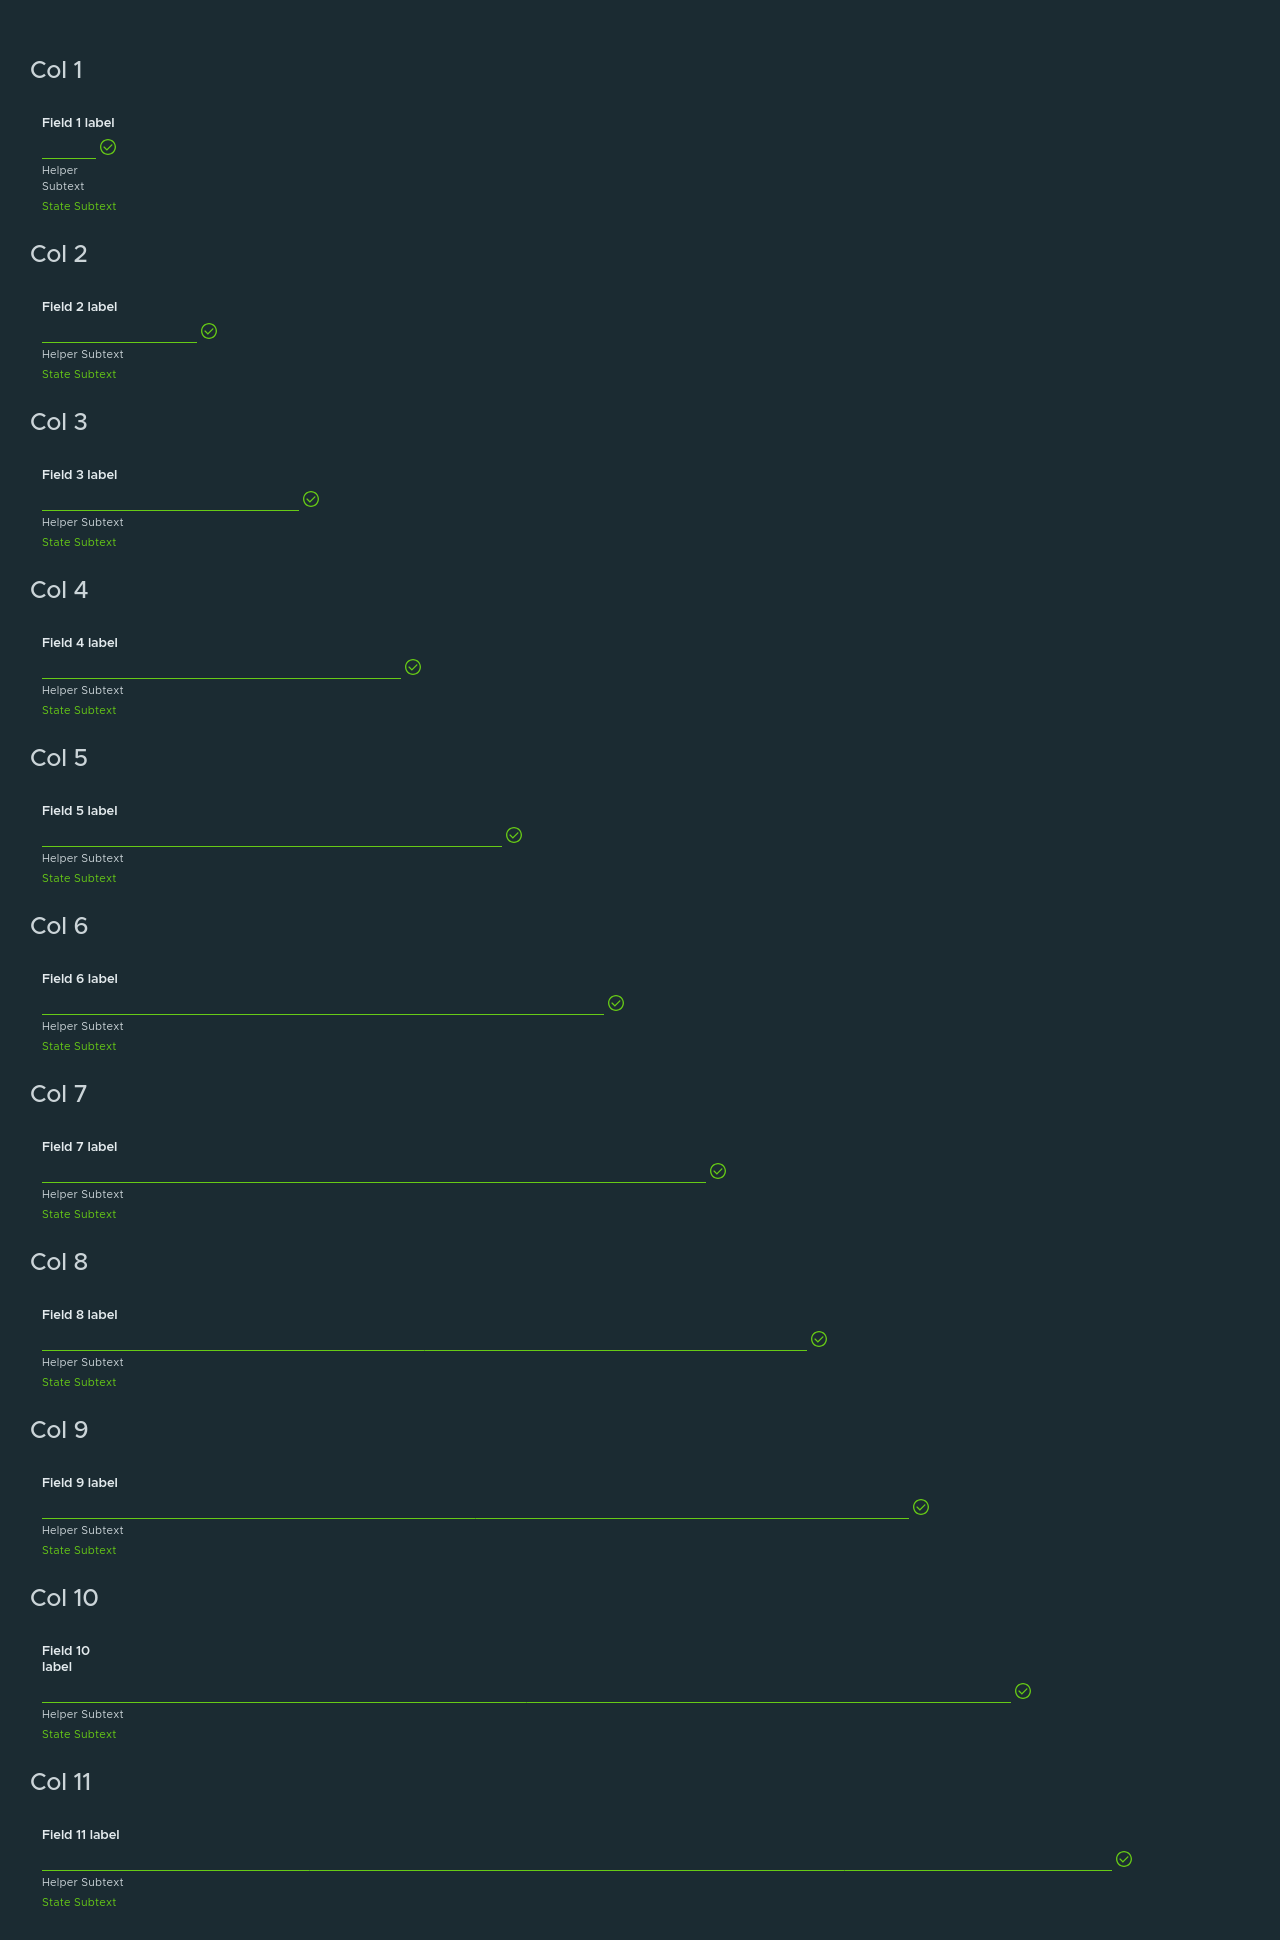 Col 1
Field 1 label
Helper
Subtext
State Subtext
Col 2
Field 2 label
Helper Subtext
State Subtext
Col 3
Field 3 label
Helper Subtext
State Subtext
Col 4
Field 4 label
Helper Subtext
State Subtext
Col 5
Field 5 label
Helper Subtext
State Subtext
Col 6
Field 6 label
Helper Subtext
State Subtext
Col 7
Field 7 label
Helper Subtext
State Subtext
Col 8
Field 8 label
Helper Subtext
State Subtext
Col 9
Field 9 label
Helper Subtext
State Subtext
Col 10
Field 10
label
Helper Subtext
State Subtext
Col 11
Field 11 label
Helper Subtext
State Subtext